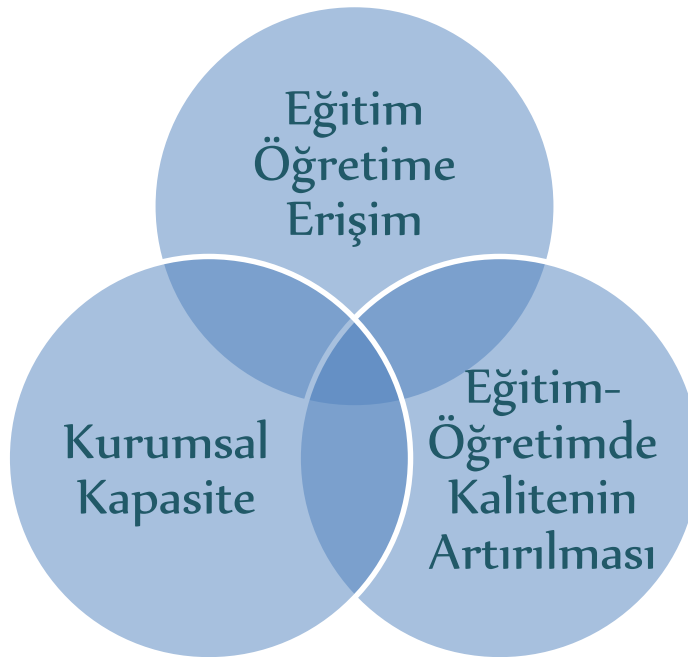 Eğitim
Öğretime
Erişim
Kurumsal
Kapasite
Eğitim-
Öğretimde
Kalitenin
Artırılması